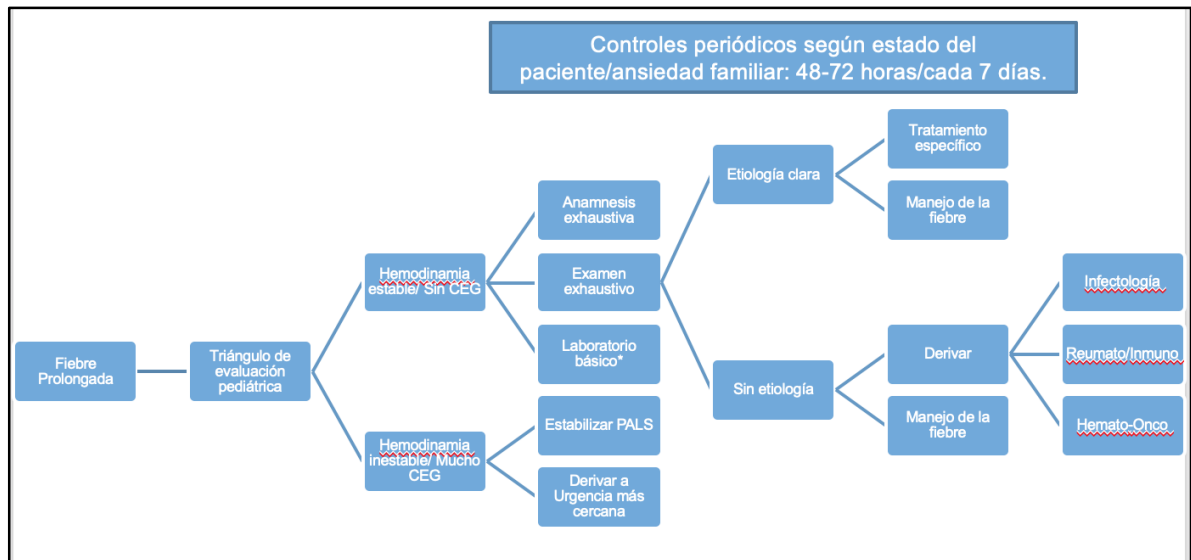 Controles periódicos según estado del
paciente/ansiedad familiar: 48-72 horas/cada 7 días.
Fiebre
Prolongada
Triángulo de
evaluación
pediátrica
Hemodinamia
estable/ Sin CEG
Hemodinamia
inestable/ Mucho
CEG
Anamnesis
exhaustiva
Examen
exhaustivo
Laboratorio
básico*
Estabilizar PALS
Derivar a
Urgencia más
cercana
Etiología clara
Sin etiología
Tratamiento
específico
Manejo de la
fiebre
Derivar
Manejo de la
fiebre
Infectología
Reumato/Inmuno
Hemato-Onco